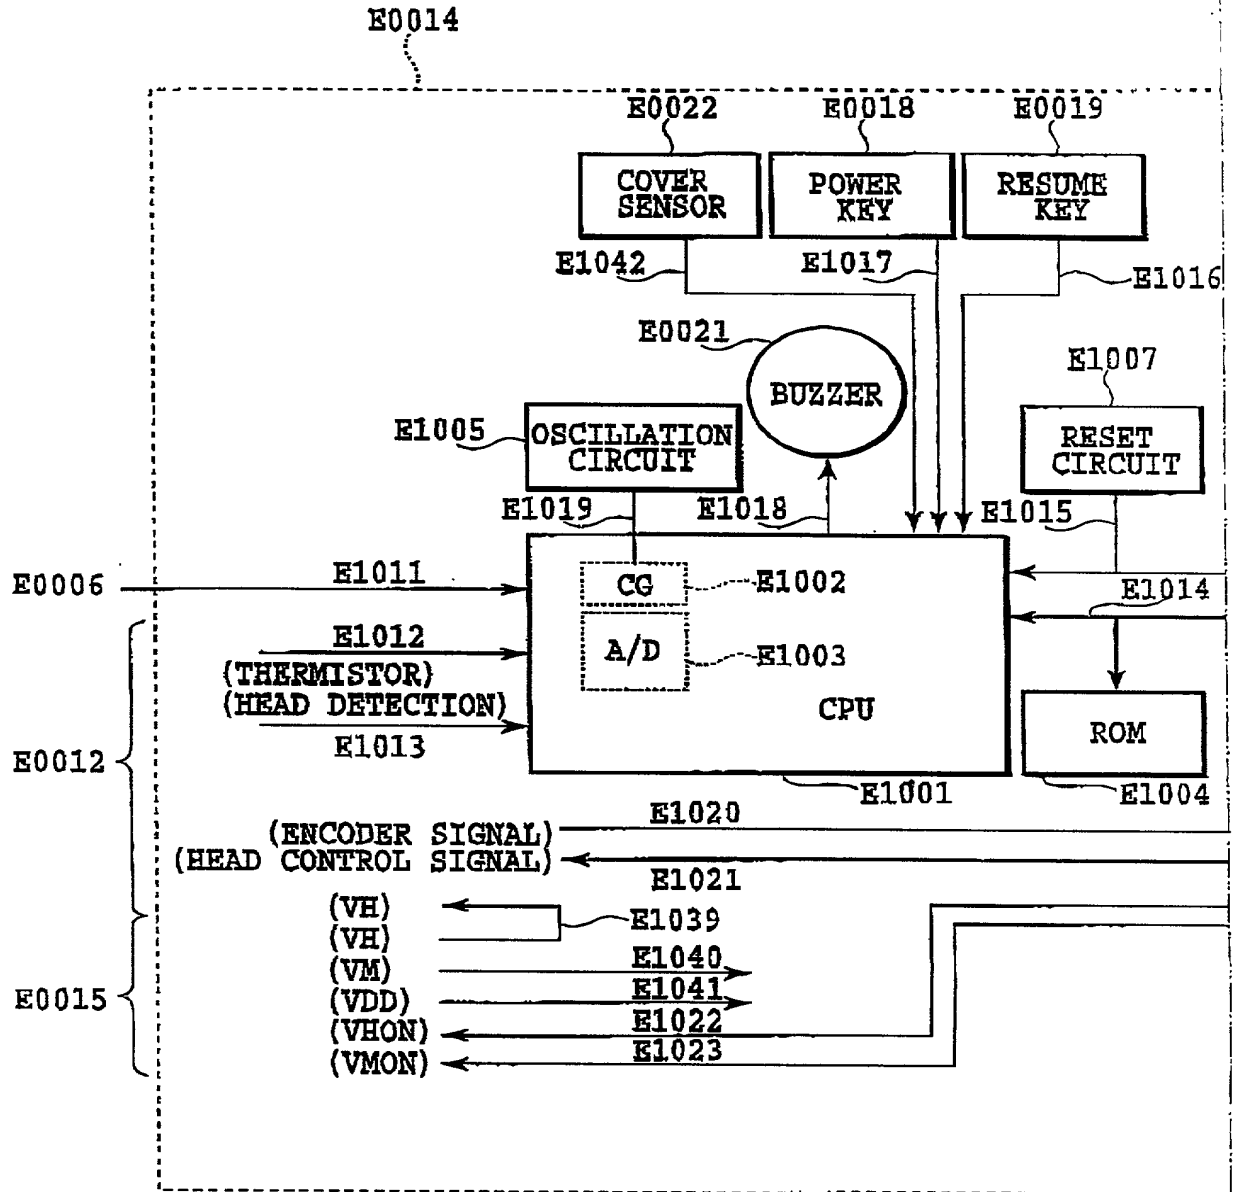 E0014
E0022
E0018
E0019
COVER
SENSOR
POWER
KEY
RESUME
KEY
E1042
E1017
E1016
E0021
BUZZER
E1007
E1005
OSCILLATION
CIRCUIT
RESET
CIRCUIT
E1019
E1018
E1015
E0006
E1011
CG
E1002
E1014
E1012
A/D
E1003
(THERMISTOR)
(HEAD DETECTION)
CPU
ROM
E1013
E0012
E1001
E1004
(ENCODER SIGNAL)
E1020
(HEAD CONTROL SIGNAL)
E1021
(VH)
E1039
(VH)
(VM)
E1040
E0015
(VDD)
E1041
(VHON)
E1022
(VMON)
E1023